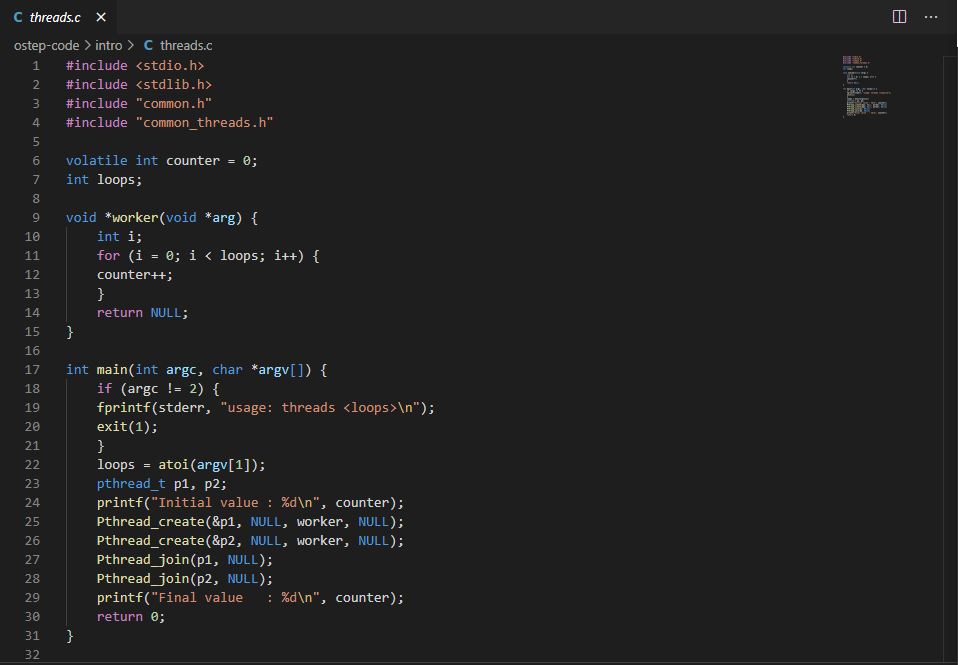 C threads.c ×
ostep-code > intro > C threads.c
1 #include <stdio.h>
2 #include <stdlib.h>
3 #include "common.h"
4 #include "common_threads.h"
5
6 volatile int counter = 0;
7 int loops;
8
9 void *worker(void *arg) {
10     int i;
11     for (i = 0; i < loops; i++) {
12     counter++;
13     }
14     return NULL;
15 }
16
17 int main(int argc, char *argv[]) {
18     if (argc != 2) {
19     fprintf(stderr, "usage: threads <loops>\n");
20     exit(1);
21     }
22     loops = atoi(argv[1]);
23     pthread_t p1, p2;
24     printf("Initial value : %d\n", counter);
25     Pthread_create(&p1, NULL, worker, NULL);
26     Pthread_create(&p2, NULL, worker, NULL);
27     Pthread_join(p1, NULL);
28     Pthread_join(p2, NULL);
29     printf("Final value   : %d\n", counter);
30     return 0;
31 }
32